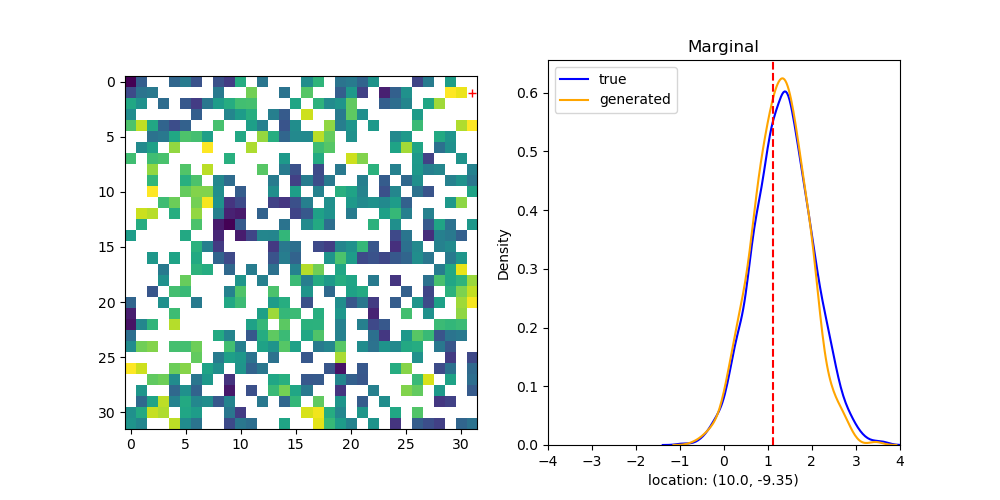 Marginal
true
generated
Density
0
5
10
15
20
25
30
0 5 10 15 20 25 30
0.6
0.5
0.4
0.3
0.2
0.1
0.0
−4 −3 −2 −1 0 1 2 3 4
location: (10.0, -9.35)